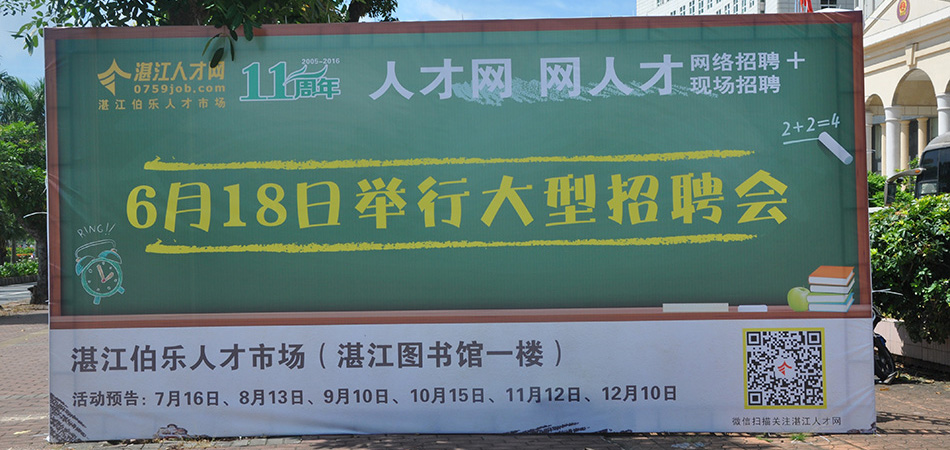 湛江人才网
0759job.com
湛江伯乐人才市场
2005-2016
11周年
人才网 网人才
网络招聘+
现场招聘
2+2=4
6月18日举行大型招聘会
RING!!
湛江伯乐人才市场（湛江图书馆一楼）
活动预告：7月16日、8月13日、9月10日、10月15日、11月12日、12月10日
微信扫描关注湛江人才网